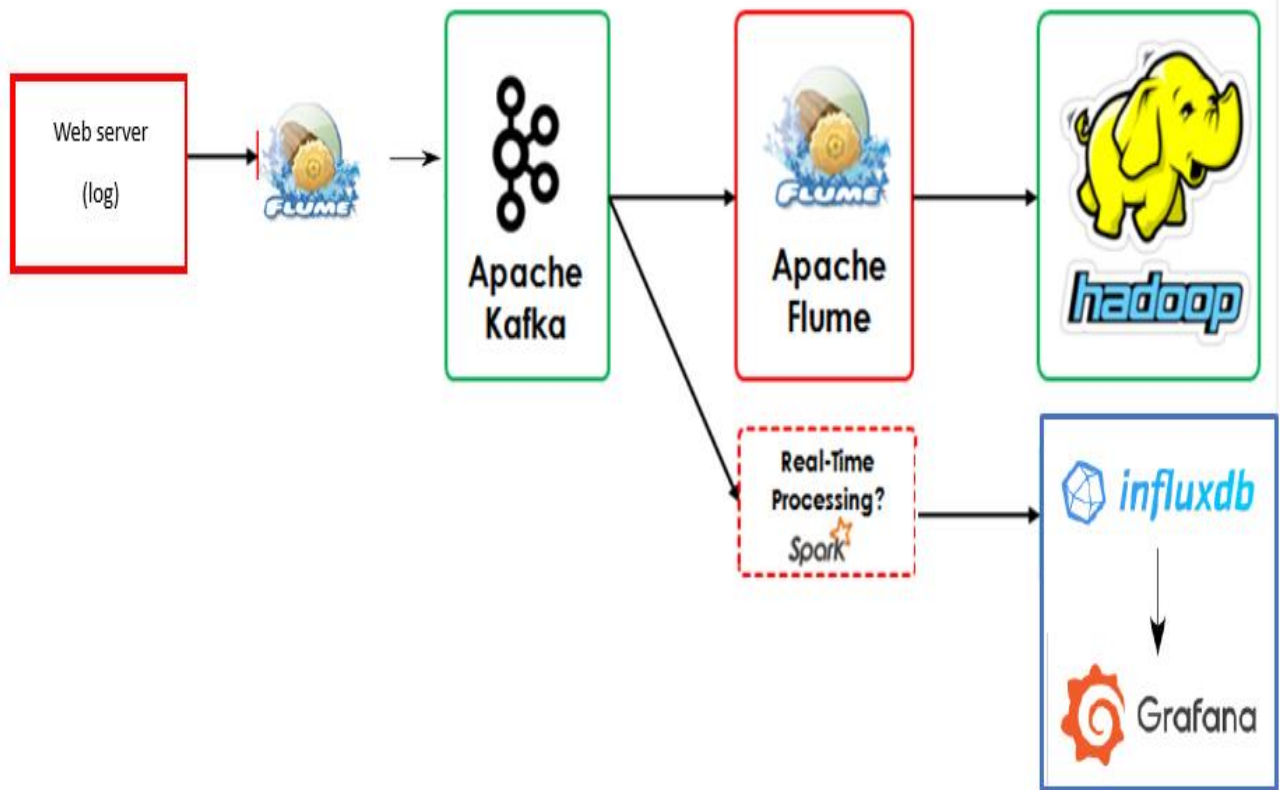 Web server
(log)
FLUME
Apache
Kafka
FLUME
Apache
Flume
hadoop
Real-Time
Processing?
Spark
influxdb
Grafana